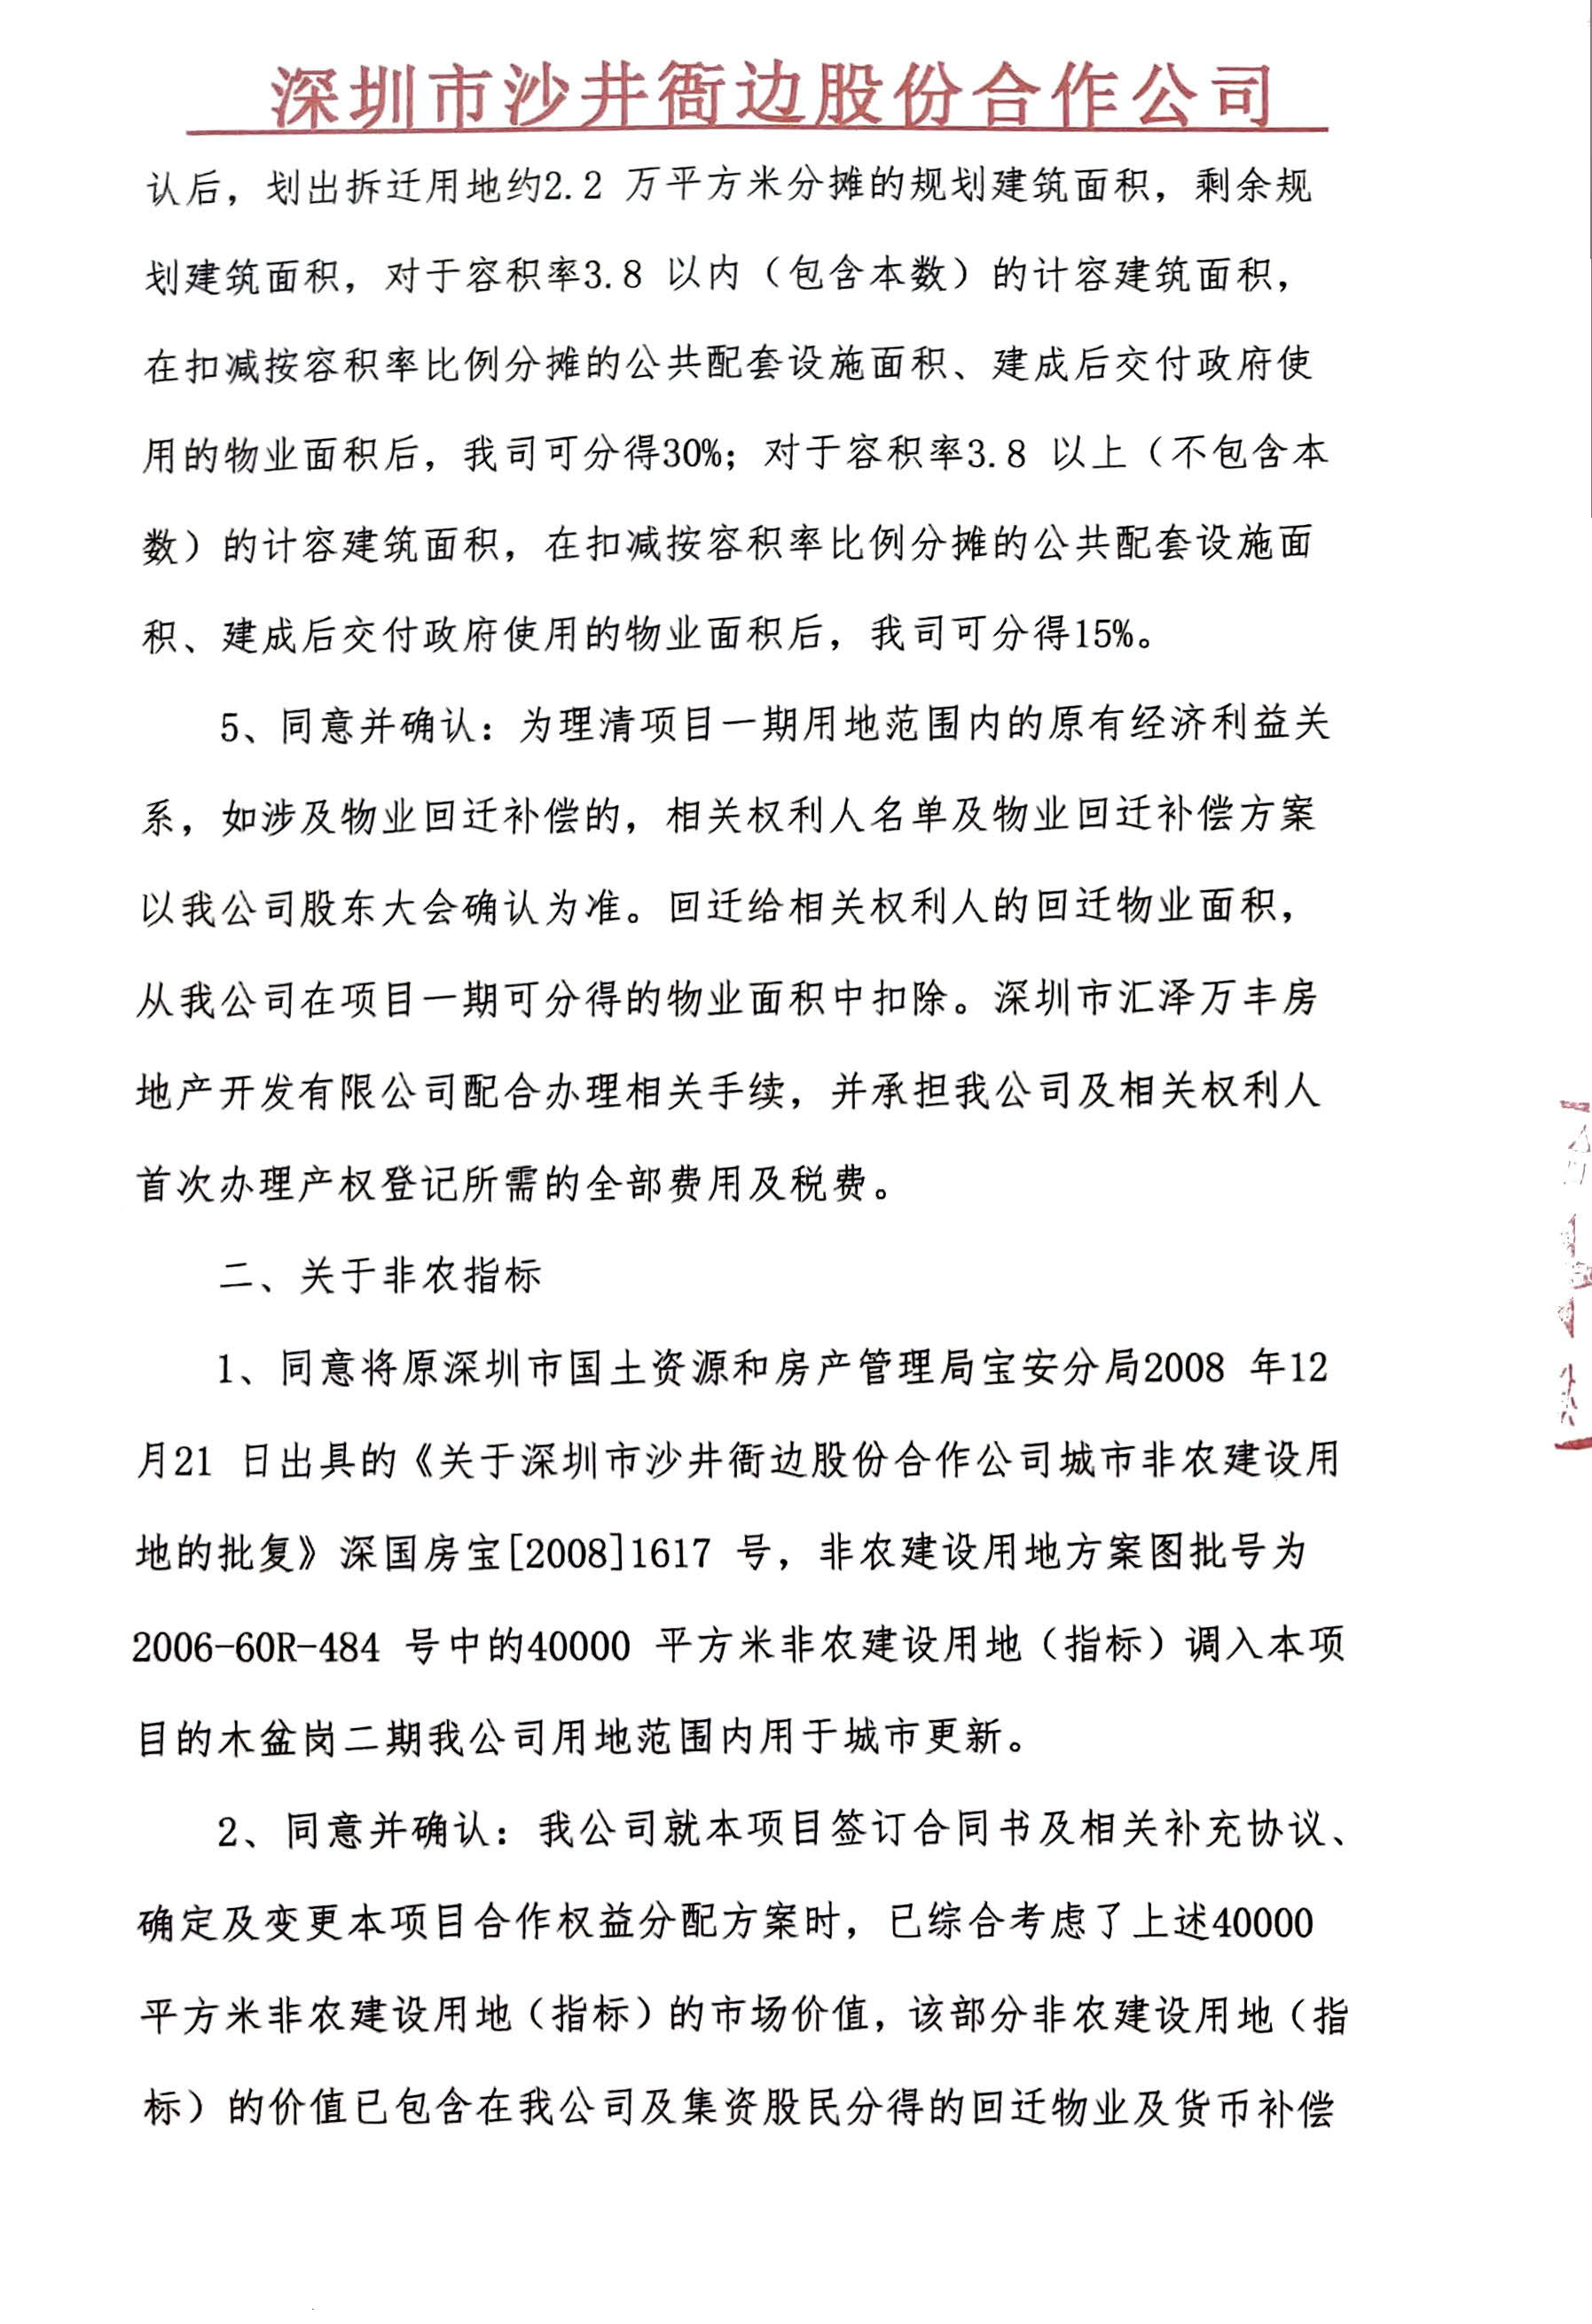 深圳市沙井衙边股份合作公司
认后，划出拆迁用地约2.2 万平方米分摊的规划建筑面积，剩余规
划建筑面积，对于容积率3.8 以内（包含本数）的计容建筑面积，
在扣减按容积率比例分摊的公共配套设施面积、建成后交付政府使
用的物业面积后，我司可分得30%；对于容积率3.8 以上（不包含本
数）的计容建筑面积，在扣减按容积率比例分摊的公共配套设施面
积、建成后交付政府使用的物业面积后，我司可分得15%。
5、同意并确认：为理清项目一期用地范围内的原有经济利益关
系，如涉及物业回迁补偿的，相关权利人名单及物业回迁补偿方案
以我公司股东大会确认为准。回迁给相关权利人的回迁物业面积，
从我公司在项目一期可分得的物业面积中扣除。深圳市汇泽万丰房
地产开发有限公司配合办理相关手续，并承担我公司及相关权利人
首次办理产权登记所需的全部费用及税费。
二、关于非农指标
1、同意将原深圳市国土资源和房产管理局宝安分局2008 年12
月21 日出具的《关于深圳市沙井衙边股份合作公司城市非农建设用
地的批复》深国房宝[2008]1617 号，非农建设用地方案图批号为
2006-60R-484 号中的40000 平方米非农建设用地（指标）调入本项
目的木盆岗二期我公司用地范围内用于城市更新。
2、同意并确认：我公司就本项目签订合同书及相关补充协议、
确定及变更本项目合作权益分配方案时，已综合考虑了上述40000
平方米非农建设用地（指标）的市场价值，该部分非农建设用地（指
标）的价值已包含在我公司及集资股民分得的回迁物业及货币补偿